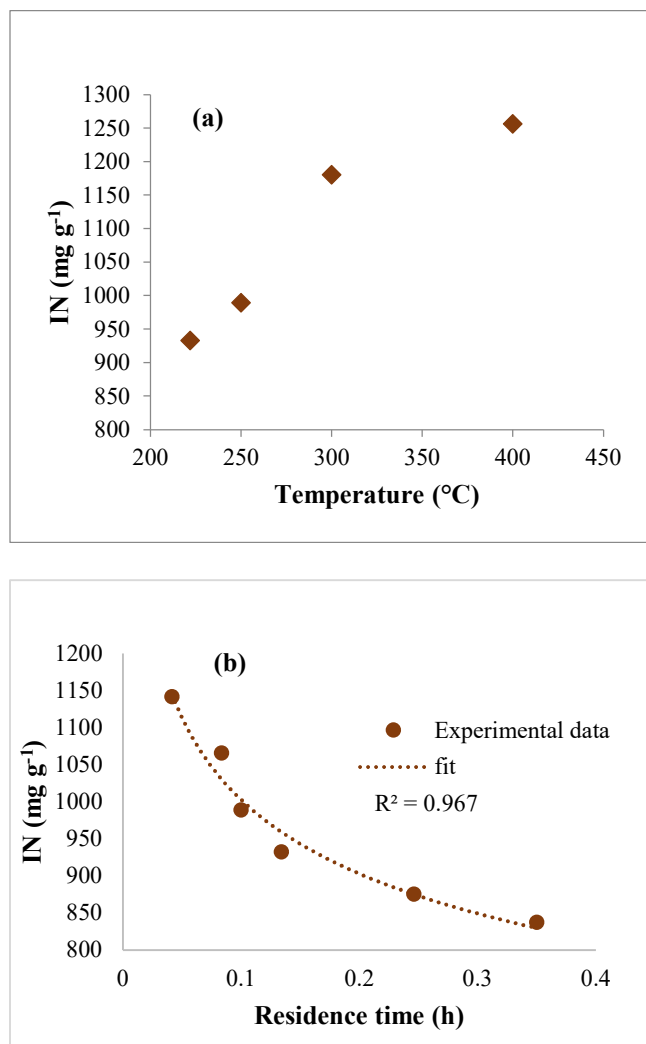 (a)
1300
1250
1200
1150
1100
1050
1000
950
900
850
800
IN (mg g⁻¹)
200 250 300 350 400 450
Temperature (°C)
(b)
1200
1150
1100
1050
1000
950
900
850
800
IN (mg g⁻¹)
Experimental data
fit
R² = 0.967
0 0.1 0.2 0.3 0.4
Residence time (h)